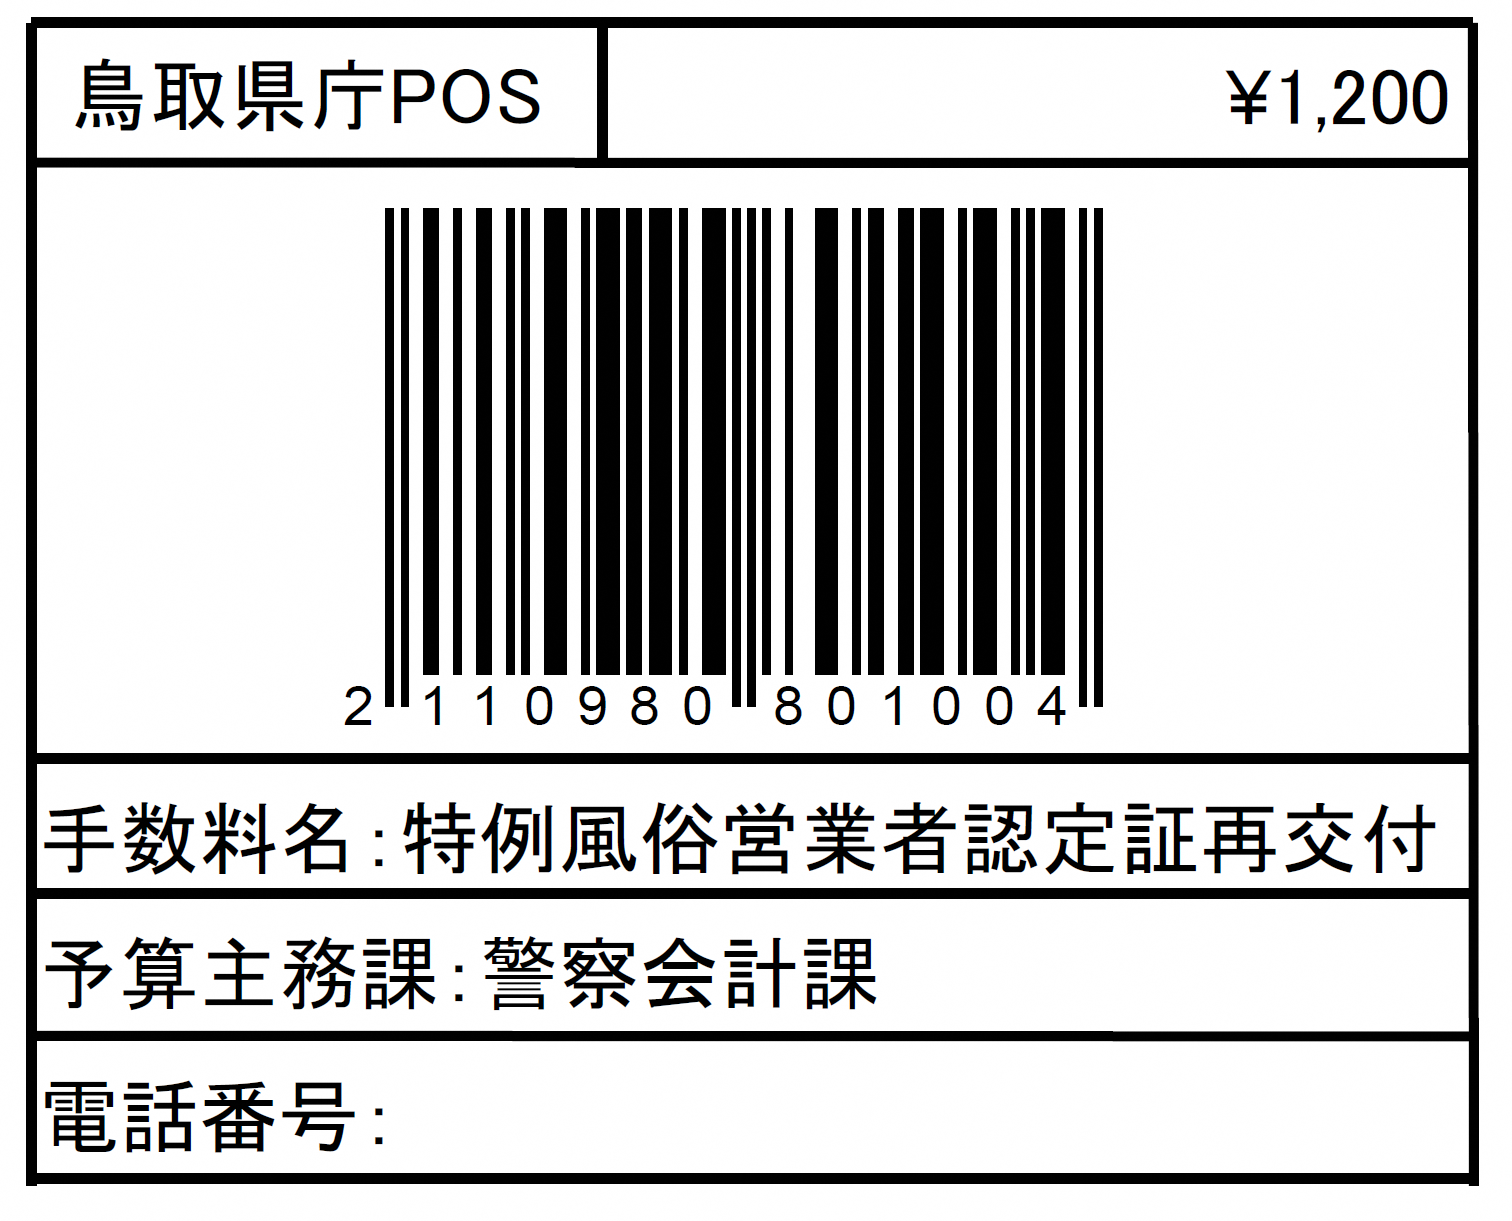 鳥取県庁POS ¥1,200
2 110980 801004
手数料名:特例風俗営業者認定証再交付
予算主務課:警察会計課
電話番号: